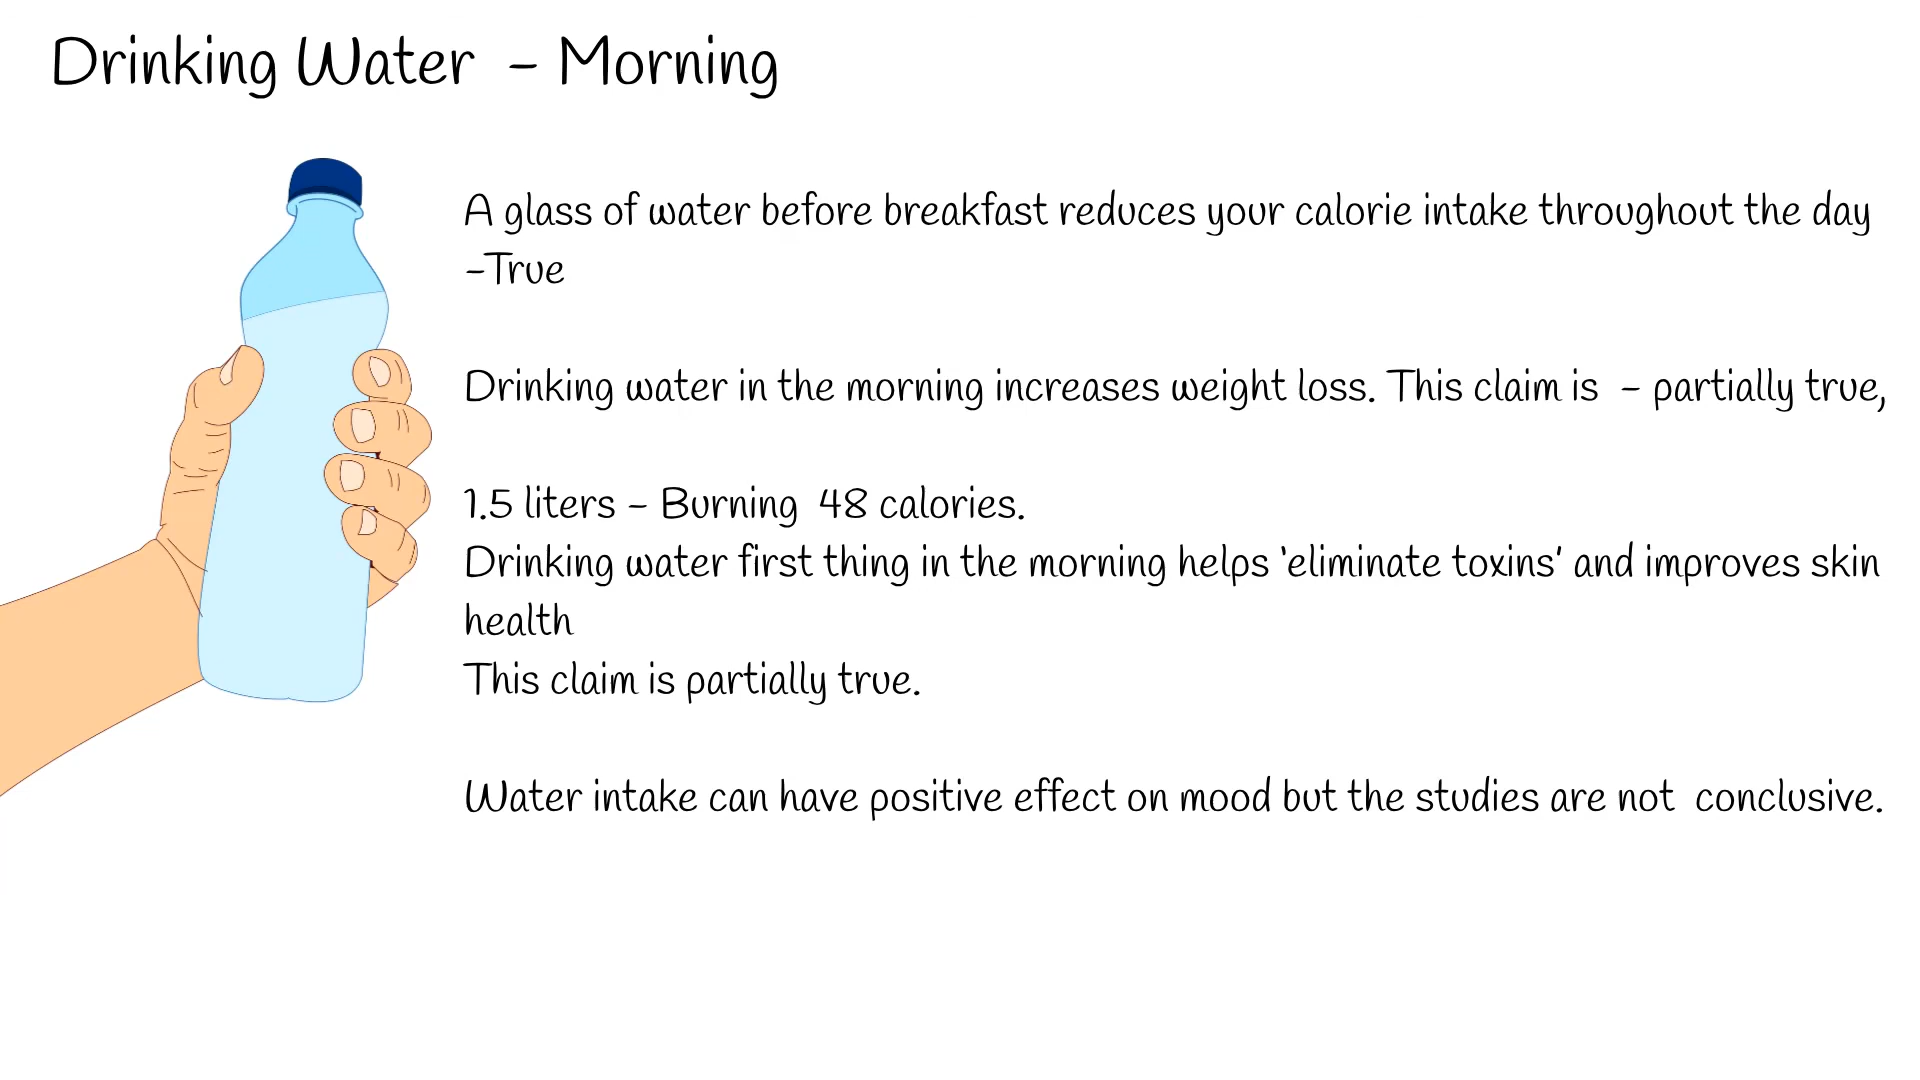 Drinking Water - Morning
A glass of water before breakfast reduces your calorie intake throughout the day
-True
Drinking water in the morning increases weight loss. This claim is - partially true,
1.5 liters - Burning 48 calories.
Drinking water first thing in the morning helps 'eliminate toxins' and improves skin
health
This claim is partially true.
Water intake can have positive effect on mood but the studies are not conclusive.